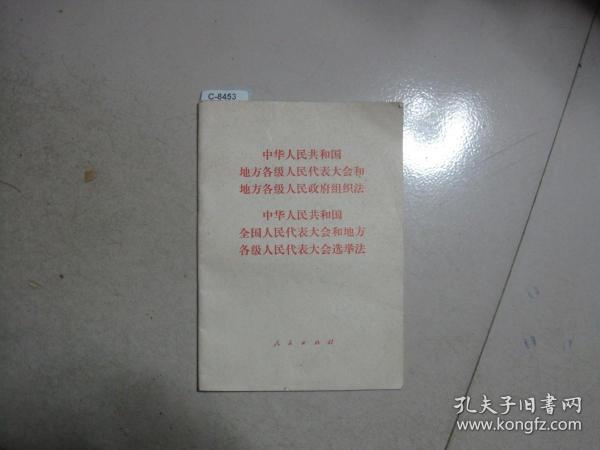 C-8453
中华人民共和国
地方各级人民代表大会和
地方各级人民政府组织法
中华人民共和国
全国人民代表大会和地方
各级人民代表大会选举法
人民出版社
孔夫子旧书网
www.kongfz.com